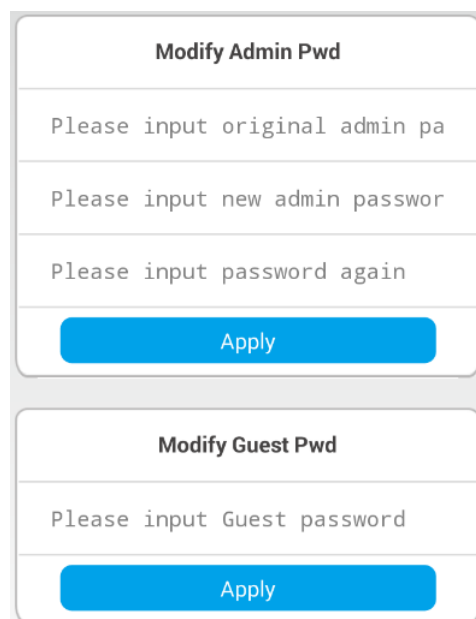 Modify Admin Pwd
Please input original admin pa
Please input new admin passwor
Please input password again
Apply
Modify Guest Pwd
Please input Guest password
Apply